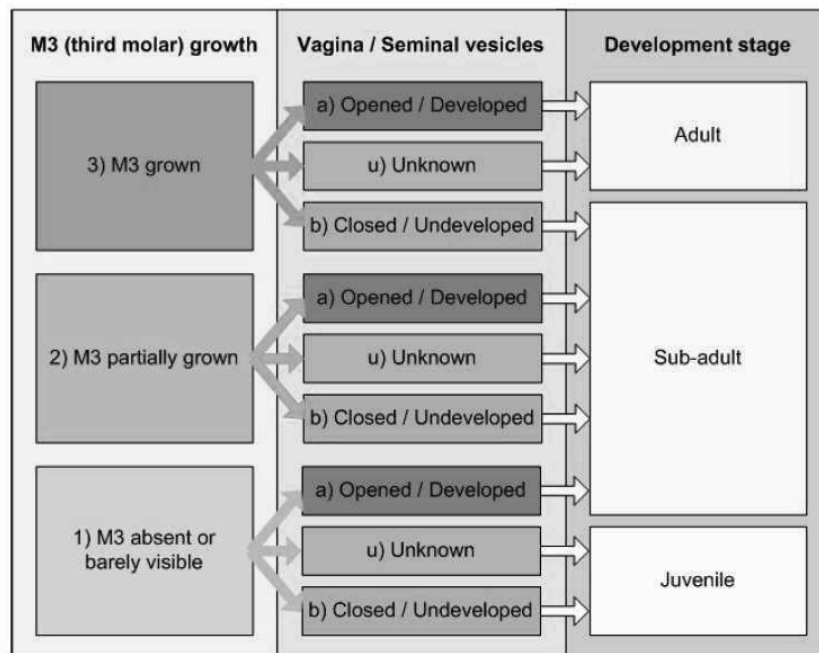 M3 (third molar) growth
Vagina / Seminal vesicles
Development stage
3) M3 grown
a) Opened / Developed
u) Unknown
b) Closed / Undeveloped
Adult
2) M3 partially grown
a) Opened / Developed
u) Unknown
b) Closed / Undeveloped
Sub-adult
1) M3 absent or
barely visible
a) Opened / Developed
u) Unknown
b) Closed / Undeveloped
Juvenile